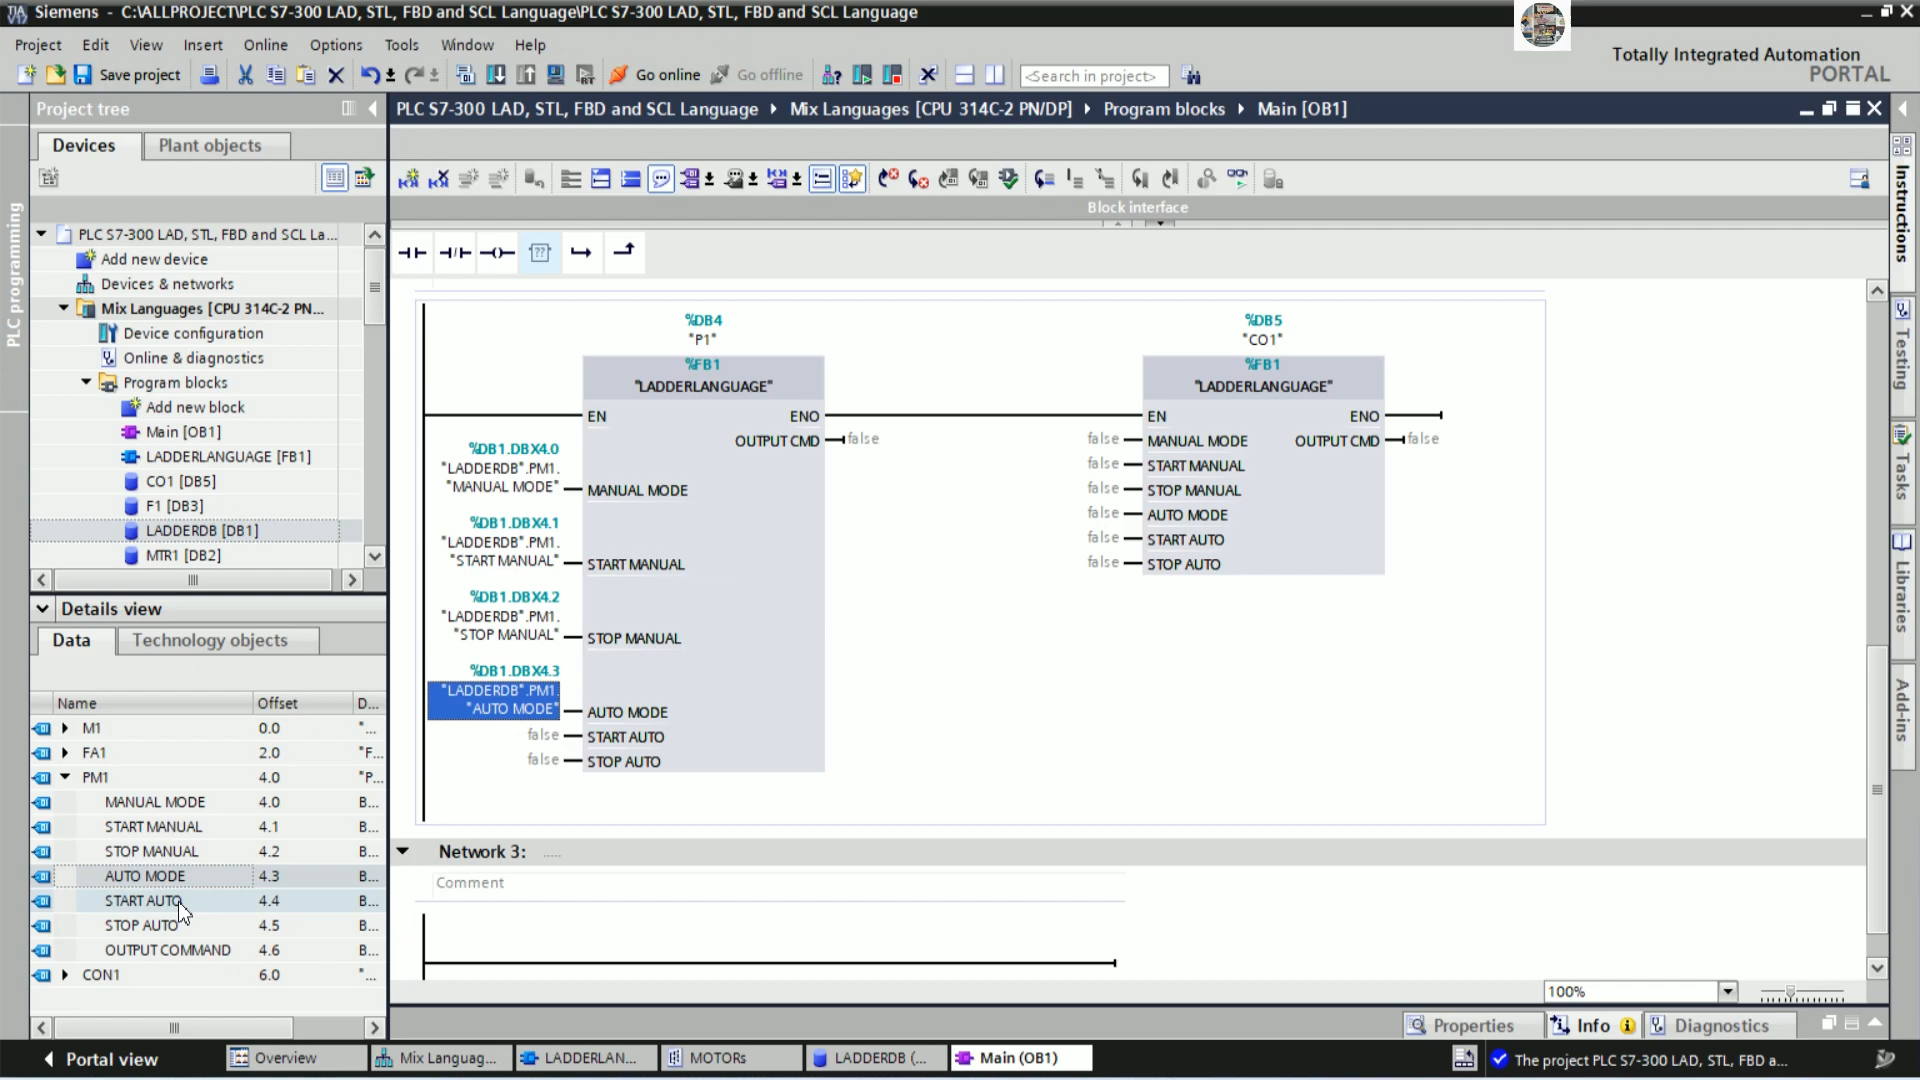 Siemens - C:\ALLPROJECT\PLC S7-300 LAD, STL, FBD and SCL Language\PLC S7-300 LAD, STL, FBD and SCL Language
Project Edit View Insert Online Options Tools Window Help
Totally Integrated Automation
PORTAL
Save project
Go online
Go offline
<Search in project>
Project tree
PLC S7-300 LAD, STL, FBD and SCL Language
Mix Languages [CPU 314C-2 PN/DP]
Program blocks
Main [OB1]
Devices
Plant objects
Block interface
PLC programming
PLC S7-300 LAD, STL, FBD and SCL La...
Add new device
Devices & networks
Mix Languages [CPU 314C-2 PN...
Device configuration
Online & diagnostics
Program blocks
Add new block
Main [OB1]
LADDERLANGUAGE [FB1]
CO1 [DB5]
F1 [DB3]
LADDERDB [DB1]
MTR1 [DB2]
Details view
Data
Technology objects
Name Offset D...
M1 0.0 "...
FA1 2.0 "F...
PM1 4.0 "P...
MANUAL MODE 4.0 B...
START MANUAL 4.1 B...
STOP MANUAL 4.2 B...
AUTO MODE 4.3 B...
START AUTO 4.4 B...
STOP AUTO 4.5 B...
OUTPUT COMMAND 4.6 B...
CON1 6.0 "...
??
%DB4
"P1"
%FB1
"LADDERLANGUAGE"
EN ENO
OUTPUT CMD false
%DB1.DBX4.0
"LADDERDB".PM1.
"MANUAL MODE" MANUAL MODE
%DB1.DBX4.1
"LADDERDB".PM1.
"START MANUAL" START MANUAL
%DB1.DBX4.2
"LADDERDB".PM1.
"STOP MANUAL" STOP MANUAL
%DB1.DBX4.3
"LADDERDB".PM1.
"AUTO MODE" AUTO MODE
false START AUTO
false STOP AUTO
%DB5
"CO1"
%FB1
"LADDERLANGUAGE"
EN ENO
false MANUAL MODE OUTPUT CMD false
false START MANUAL
false STOP MANUAL
false AUTO MODE
false START AUTO
false STOP AUTO
Network 3: .....
Comment
100%
Instructions
Testing
Tasks
Libraries
Add-ins
Properties
Info
Diagnostics
Portal view
Overview
Mix Languag...
LADDERLAN...
MOTORs
LADDERDB (...
Main (OB1)
The project PLC S7-300 LAD, STL, FBD a...